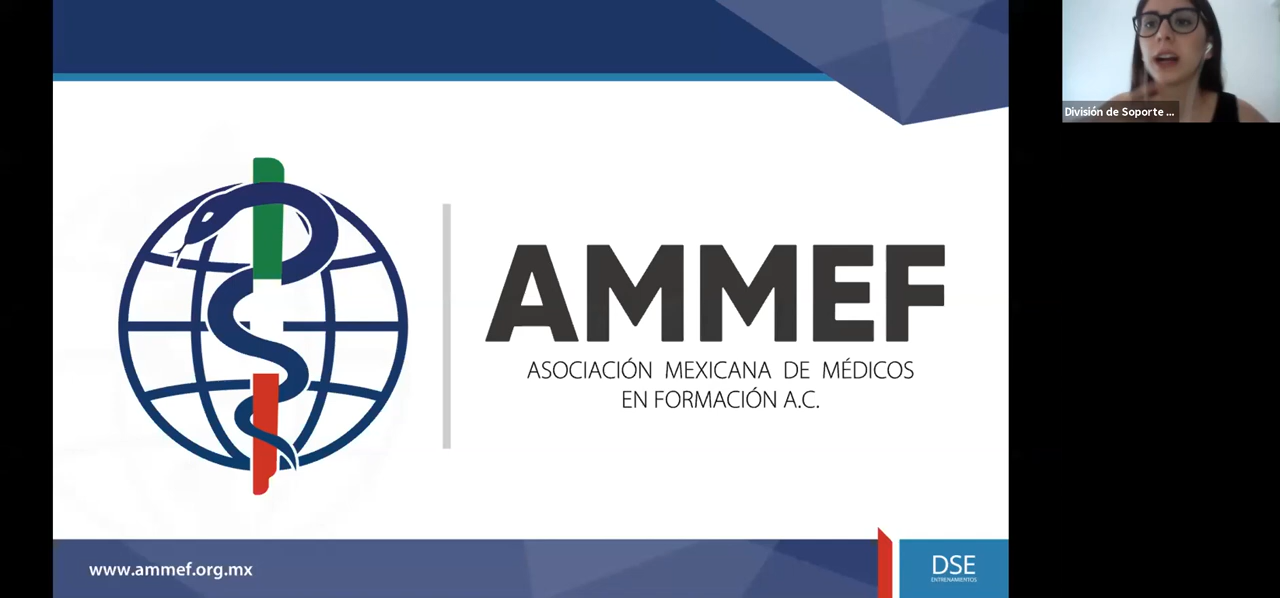 División de Soporte ...
AMMEF
ASOCIACIÓN MEXICANA DE MÉDICOS
EN FORMACIÓN A.C.
www.ammef.org.mx
DSE
ENTRENAMIENTOS